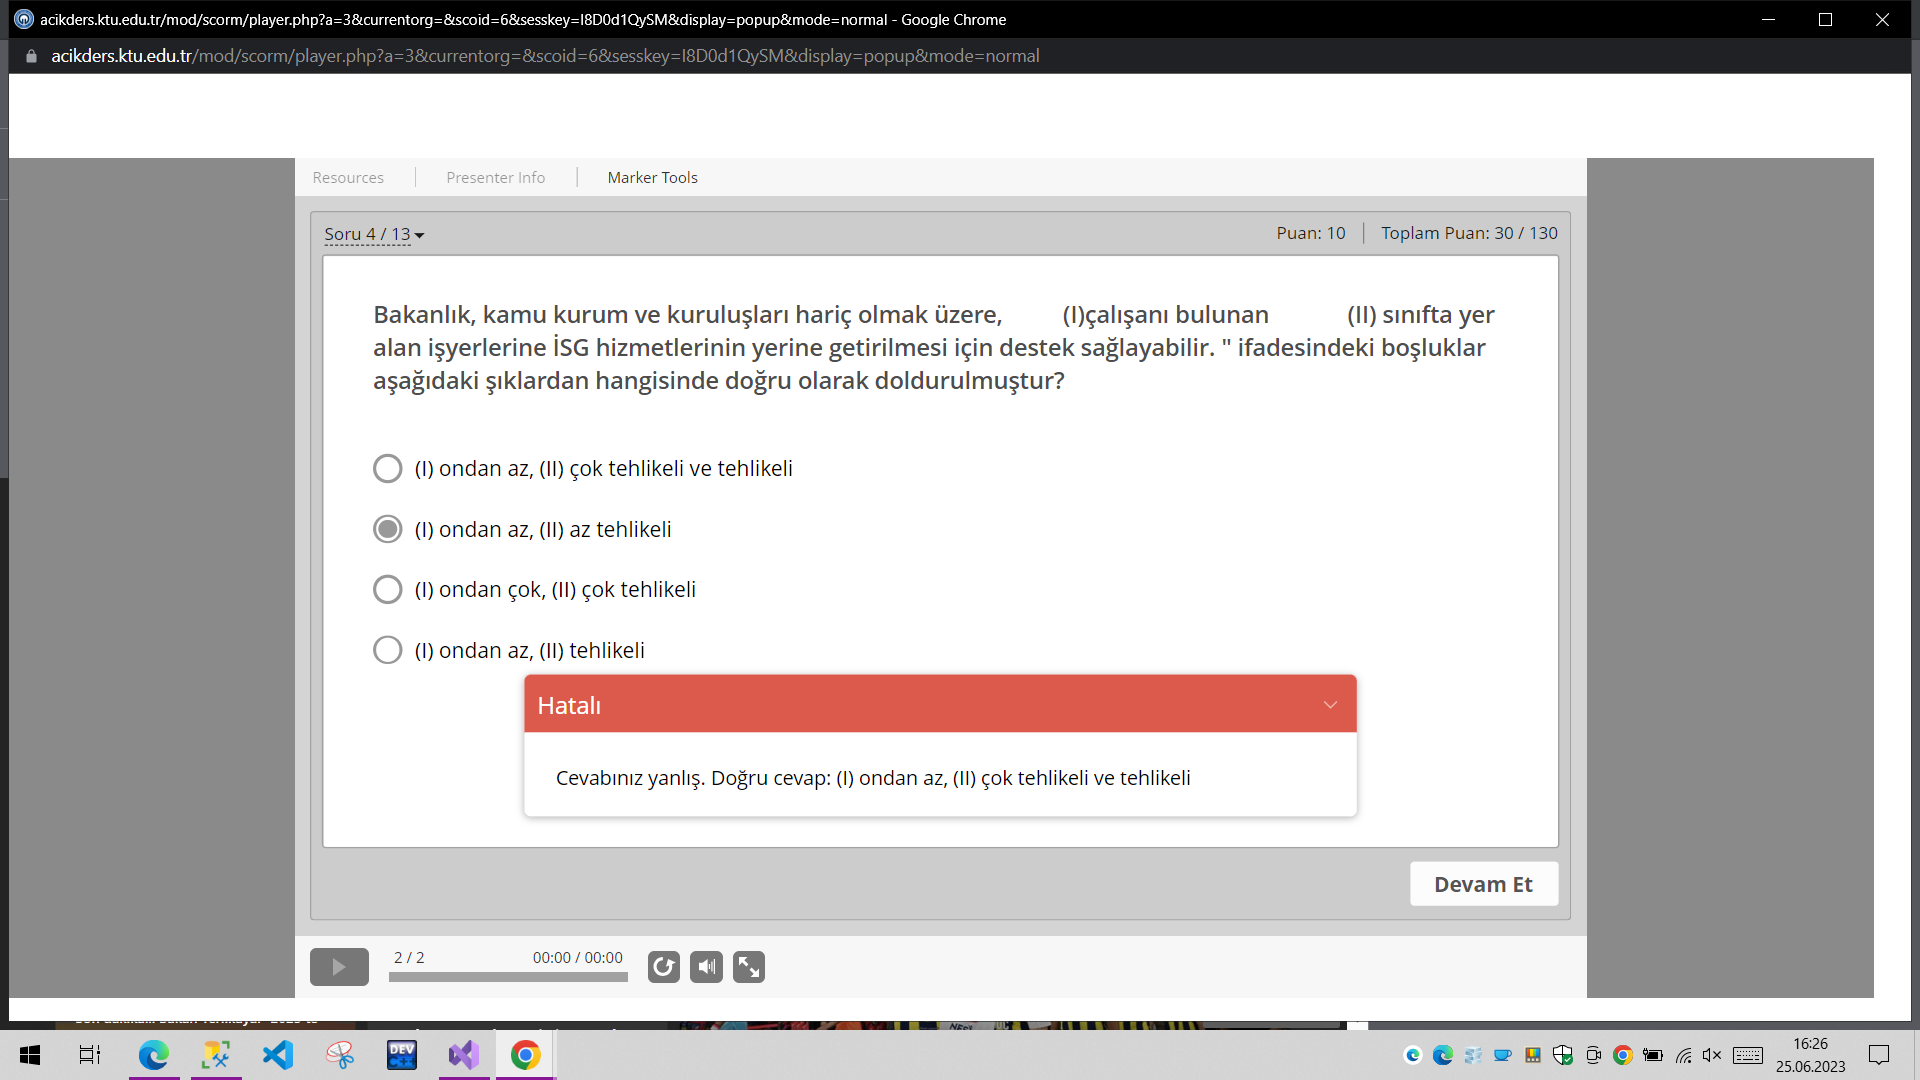 acikders.ktu.edu.tr/mod/scorm/player.php?a=3&currentorg=&scoid=6&sesskey=I8D0d1QySM&display=popup&mode=normal - Google Chrome
acikders.ktu.edu.tr/mod/scorm/player.php?a=3&currentorg=&scoid=6&sesskey=I8D0d1QySM&display=popup&mode=normal
Resources
Presenter Info
Marker Tools
Soru 4 / 13
Puan: 10
Toplam Puan: 30 / 130
Bakanlık, kamu kurum ve kuruluşları hariç olmak üzere, (I)çalışanı bulunan (II) sınıfta yer
alan işyerlerine İSG hizmetlerinin yerine getirilmesi için destek sağlayabilir. " ifadesindeki boşluklar
aşağıdaki şıklardan hangisinde doğru olarak doldurulmuştur?
(I) ondan az, (II) çok tehlikeli ve tehlikeli
(I) ondan az, (II) az tehlikeli
(I) ondan çok, (II) çok tehlikeli
(I) ondan az, (II) tehlikeli
Hatalı
Cevabınız yanlış. Doğru cevap: (I) ondan az, (II) çok tehlikeli ve tehlikeli
Devam Et
2 / 2
00:00 / 00:00
DEV
C++
16:26
25.06.2023